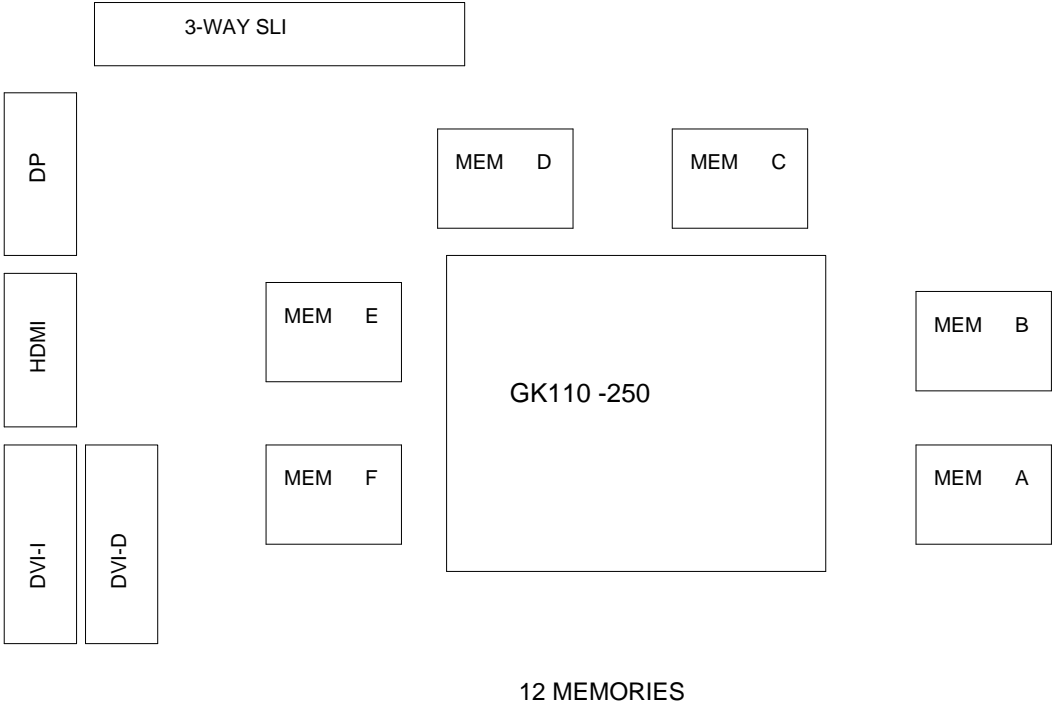 3-WAY SLI
DP
MEM D
MEM C
HDMI
MEM E
MEM B
GK110 -250
DVI-I
DVI-D
MEM F
MEM A
12 MEMORIES